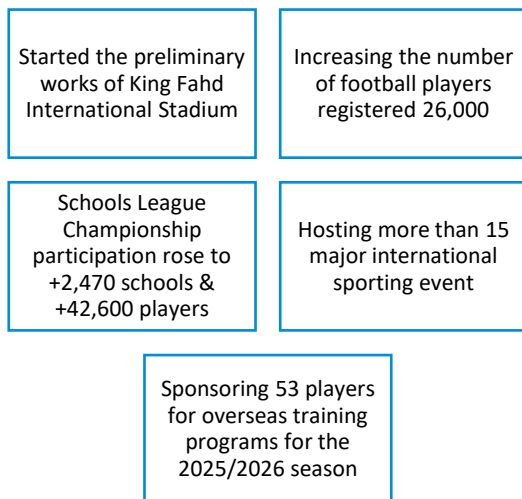 Started the preliminary
works of King Fahd
International Stadium
Increasing the number
of football players
registered 26,000
Schools League
Championship
participation rose to
+2,470 schools &
+42,600 players
Hosting more than 15
major international
sporting event
Sponsoring 53 players
for overseas training
programs for the
2025/2026 season